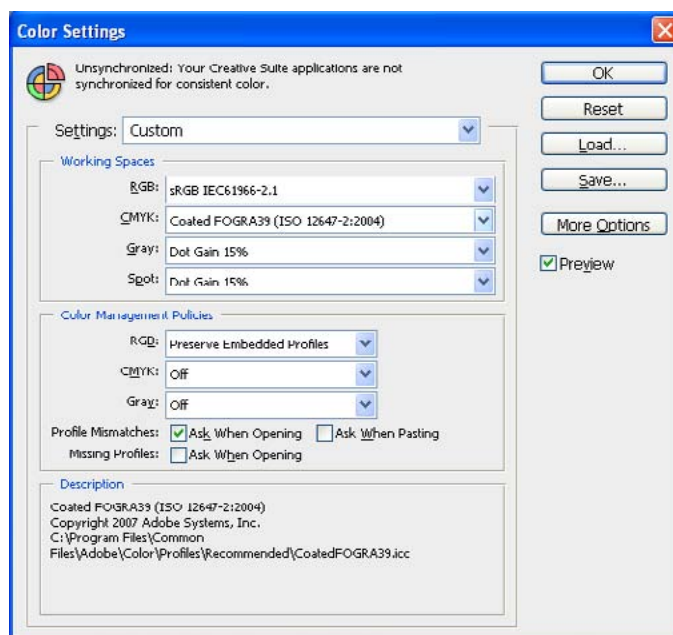 Color Settings
Unsynchronized: Your Creative Suite applications are not
synchronized for consistent color.
OK
Reset
Load...
Save...
More Options
Preview
Settings: Custom
Working Spaces
RGB: sRGB IEC61966-2.1
CMYK: Coated FOGRA39 (ISO 12647-2:2004)
Gray: Dot Gain 15%
Spot: Dot Gain 15%
Color Management Policies
RGB: Preserve Embedded Profiles
CMYK: Off
Gray: Off
Profile Mismatches: Ask When Opening Ask When Pasting
Missing Profiles: Ask When Opening
Description
Coated FOGRA39 (ISO 12647-2:2004)
Copyright 2007 Adobe Systems, Inc.
C:\Program Files\Common
Files\Adobe\Color\Profiles\Recommended\CoatedFOGRA39.icc